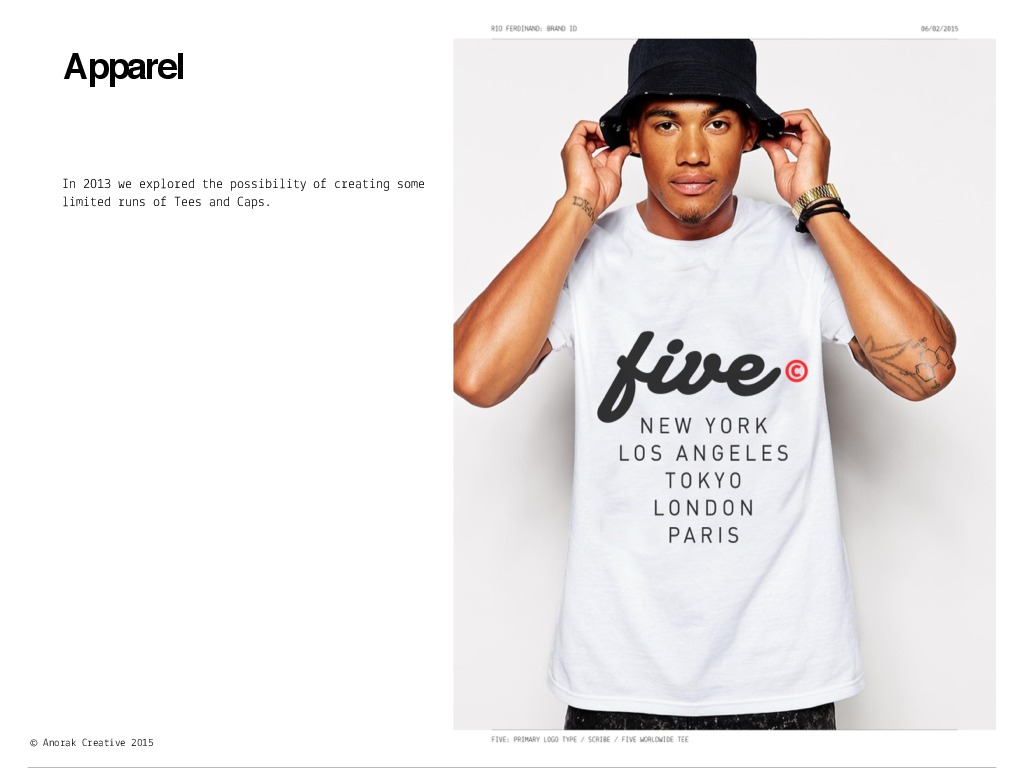 RIO FERDINAND: BRAND ID
06/02/2015
Apparel
In 2013 we explored the possibility of creating some
limited runs of Tees and Caps.
five©
NEW YORK
LOS ANGELES
TOKYO
LONDON
PARIS
FIVE: PRIMARY LOGO TYPE / SCRIBE / FIVE WORLDWIDE TEE
© Anorak Creative 2015